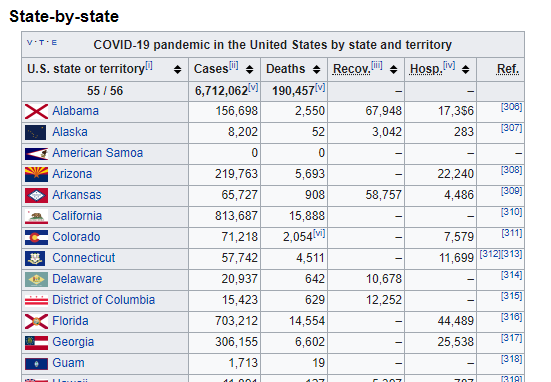 State-by-state
V · T · E COVID-19 pandemic in the United States by state and territory
U.S. state or territory[i] Cases[ii] Deaths Recov.[iii] Hosp.[iv] Ref.
55 / 56 6,712,062[v] 190,457[v] – –
Alabama 156,698 2,550 67,948 17,3$6 [306]
Alaska 8,202 52 3,042 283 [307]
American Samoa 0 0 – – –
Arizona 219,763 5,693 – 22,240 [308]
Arkansas 65,727 908 58,757 4,486 [309]
California 813,687 15,888 – – [310]
Colorado 71,218 2,054[vi] – 7,579 [311]
Connecticut 57,742 4,511 – 11,699 [312][313]
Delaware 20,937 642 10,678 – [314]
District of Columbia 15,423 629 12,252 – [315]
Florida 703,212 14,554 – 44,489 [316]
Georgia 306,155 6,602 – 25,538 [317]
Guam 1,713 19 – – [318]